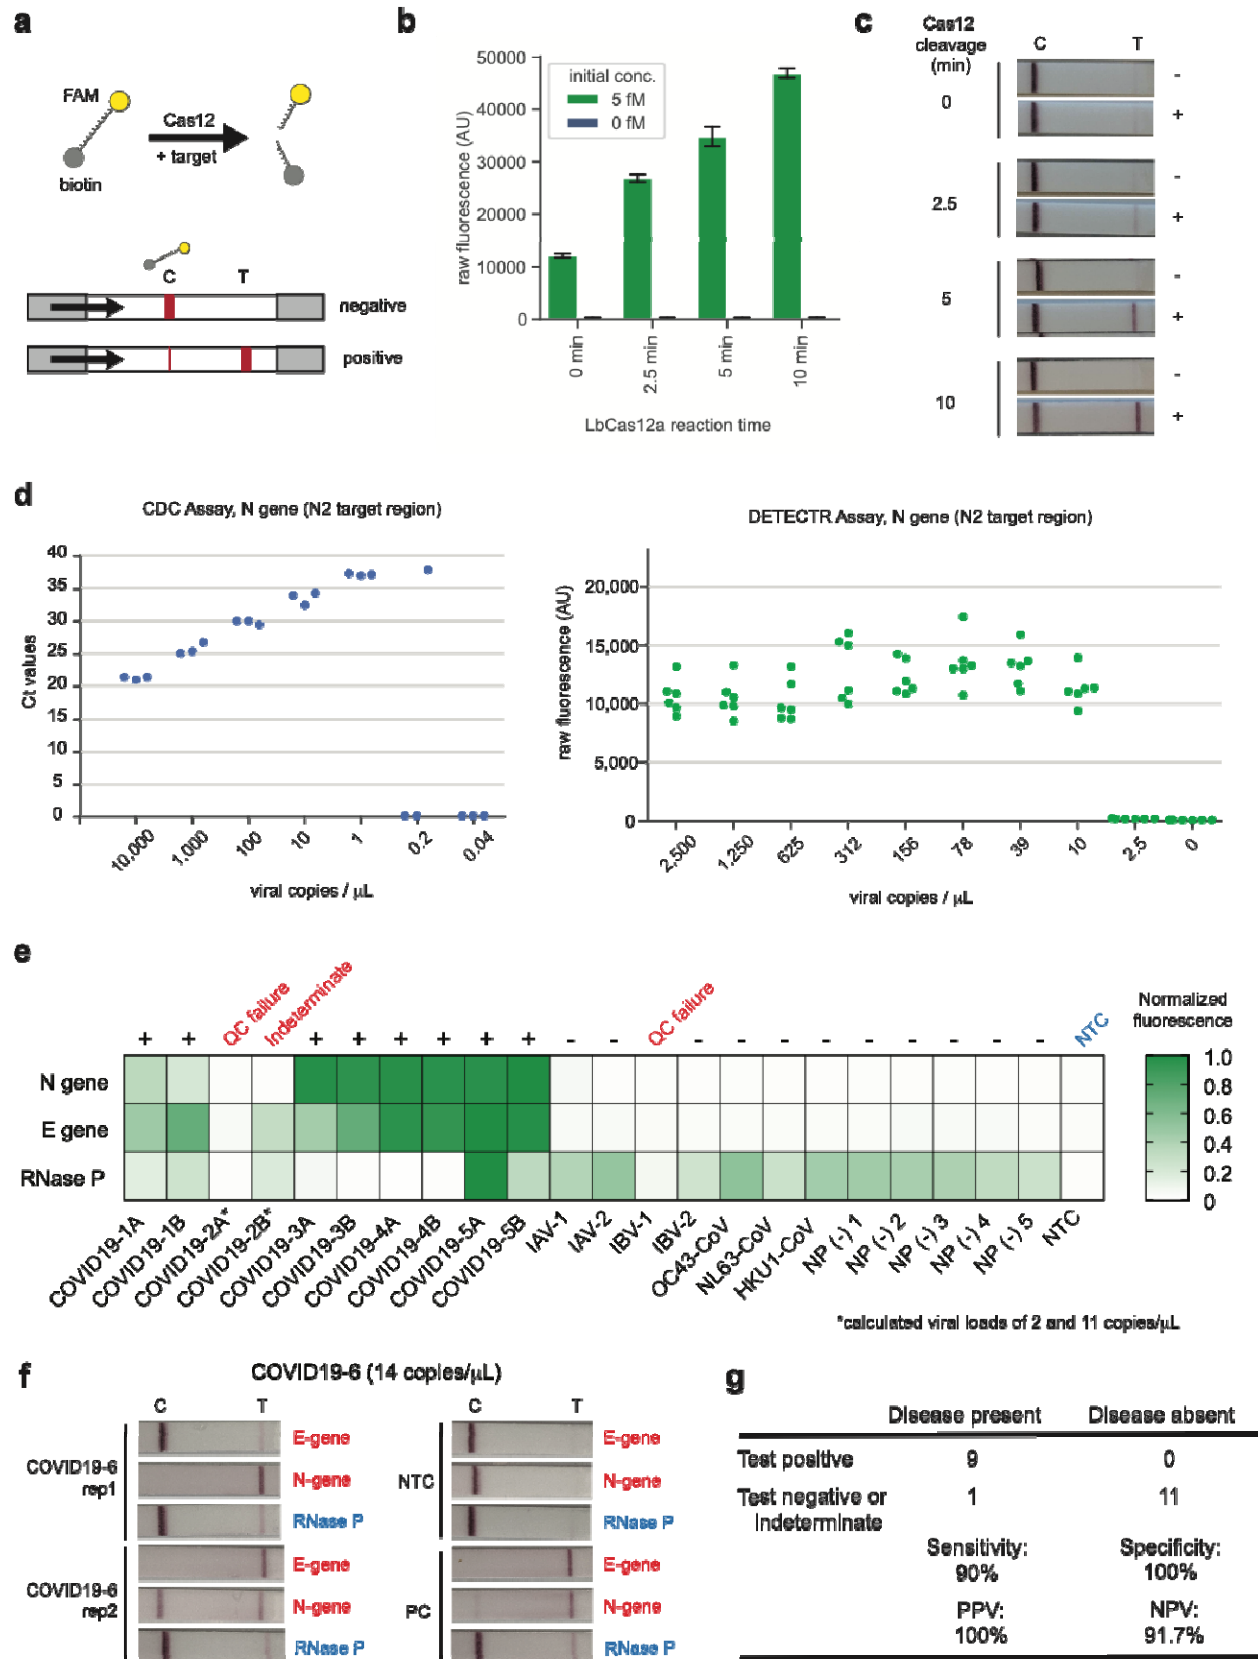 a
FAM
Cas12
+ target
biotin
C T
negative
positive
b
50000
40000
30000
20000
10000
0
raw fluorescence (AU)
initial conc.
5 fM
0 fM
0 min
2.5 min
5 min
10 min
LbCas12a reaction time
c
Cas12
cleavage
(min)
C T
0
-
+
2.5
-
+
5
-
+
10
-
+
d
CDC Assay, N gene (N2 target region)
Ct values
40
35
30
25
20
15
10
5
0
10,000
1,000
100
10
1
0.2
0.04
viral copies / μL
DETECTR Assay, N gene (N2 target region)
raw fluorescence (AU)
20,000
15,000
10,000
5,000
0
2,500
1,250
625
312
156
78
39
10
2.5
0
viral copies / μL
e
+ + QC failure Indeterminate + + + + + + - - QC failure - - - - - - - - - NTC
N gene
E gene
RNase P
COVID19-1A
COVID19-1B
COVID19-2A*
COVID19-2B*
COVID19-3A
COVID19-3B
COVID19-4A
COVID19-4B
COVID19-5A
COVID19-5B
IAV-1
IAV-2
IBV-1
IBV-2
OC43-CoV
NL63-CoV
HKU1-CoV
NP (-) 1
NP (-) 2
NP (-) 3
NP (-) 4
NP (-) 5
NTC
Normalized
fluorescence
1.0
0.8
0.6
0.4
0.2
0
*calculated viral loads of 2 and 11 copies/μL
f
COVID19-6 (14 copies/μL)
C T
COVID19-6
rep1
E-gene
N-gene
RNase P
COVID19-6
rep2
E-gene
N-gene
RNase P
C T
NTC
E-gene
N-gene
RNase P
PC
E-gene
N-gene
RNase P
g
Disease present Disease absent
Test positive 9 0
Test negative or 1 11
indeterminate
Sensitivity: Specificity:
90% 100%
PPV: NPV:
100% 91.7%